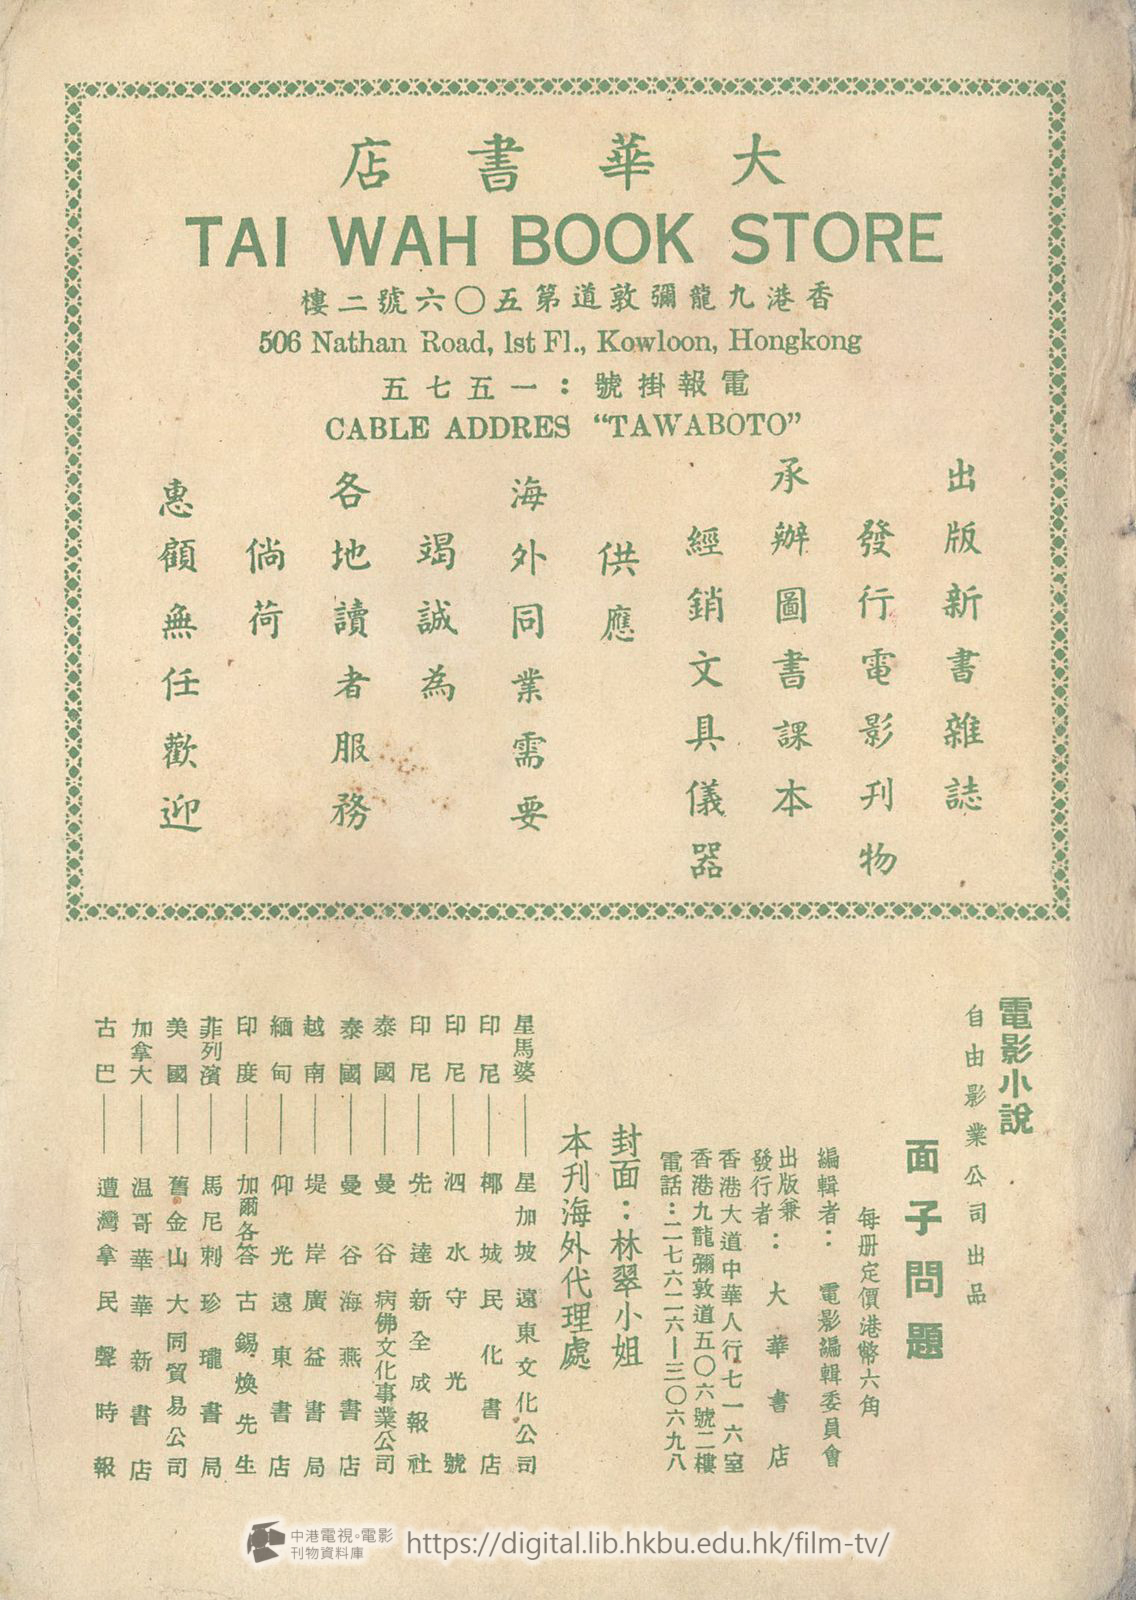 大華書店
TAI WAH BOOK STORE
香港九龍彌敦道第五〇六號二樓
506 Nathan Road, 1st Fl., Kowloon, Hongkong
電報掛號：一五七五
CABLE ADDRES “TAWABOTO”
出版新書雜誌
發行電影刊物
承辦圖書課本
經銷文具儀器
供應
海外同業需要
竭誠為
各地讀者服務
倘荷
惠顧無任歡迎
電影小說
自由影業公司出品
面子問題
每册定價港幣六角
編輯者：電影編輯委員會
出版兼
發行者：大華書店
香港大道中華人行七一六室
香港九龍彌敦道五〇六號二樓
電話：二七六二六—三〇六九八
封面：林翠小姐
本刊海外代理處
星馬婆——星加坡遠東文化公司
印尼——椰城民化書店
印尼——泗水守光號
印尼——先達新全成報社
泰國——曼谷病佛文化事業公司
泰國——曼谷海燕書店
越南——堤岸廣益書局
緬甸——仰光遠東書店
印度——加爾各答古錫煥先生
菲列濱——馬尼刺珍瓏書局
美國——舊金山大同貿易公司
加拿大——温哥華華新書店
古巴——遭灣拿民聲時報
中港電視·電影
刊物資料庫
https://digital.lib.hkbu.edu.hk/film-tv/